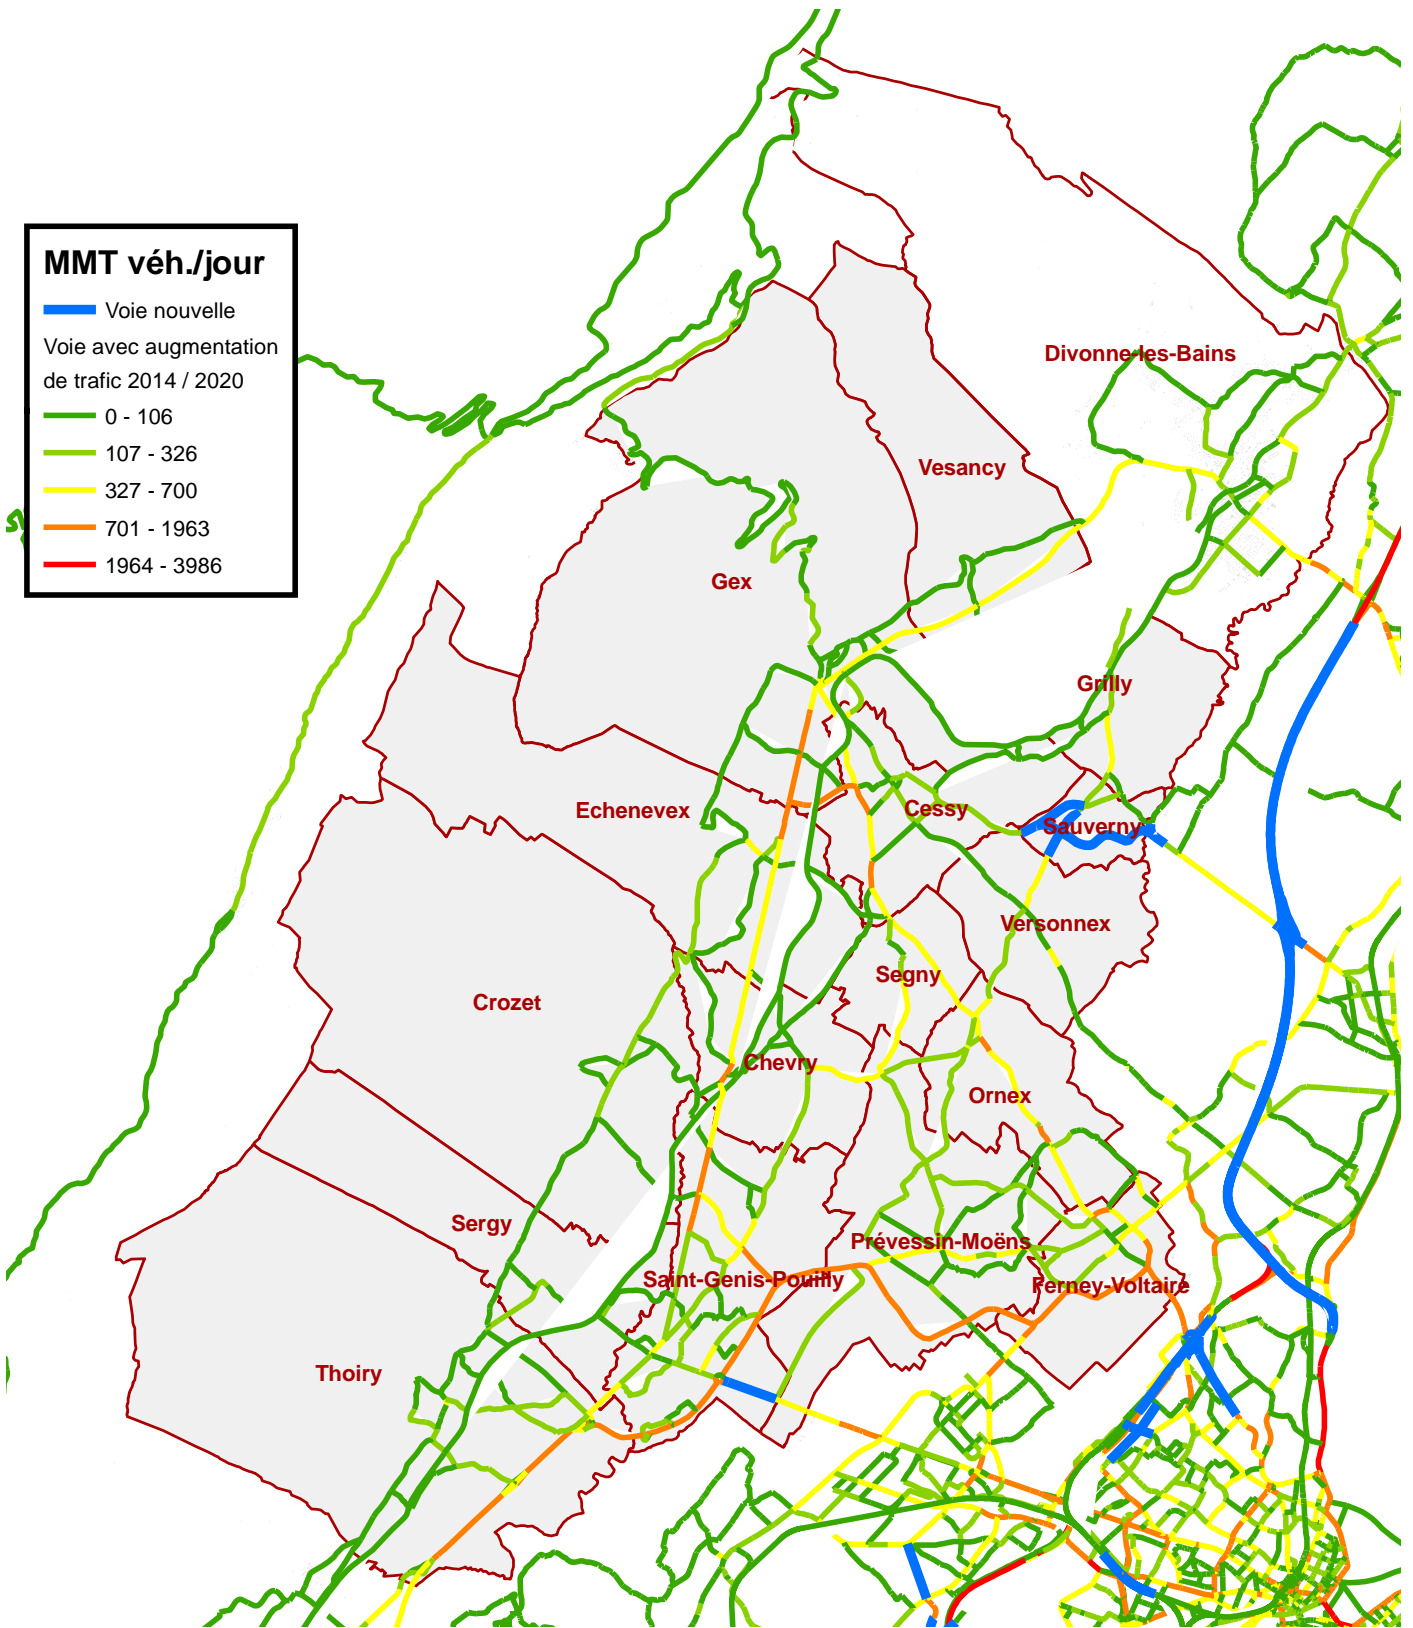 MMT véh./jour
Voie nouvelle
Voie avec augmentation
de trafic 2014 / 2020
0 - 106
107 - 326
327 - 700
701 - 1963
1964 - 3986
Divonne-les-Bains
Vesancy
Gex
Grilly
Echenevex
Cessy
Sauverny
Versonnex
Segny
Crozet
Chevry
Ornex
Sergy
Prévessin-Moëns
Saint-Genis-Pouilly
Ferney-Voltaire
Thoiry